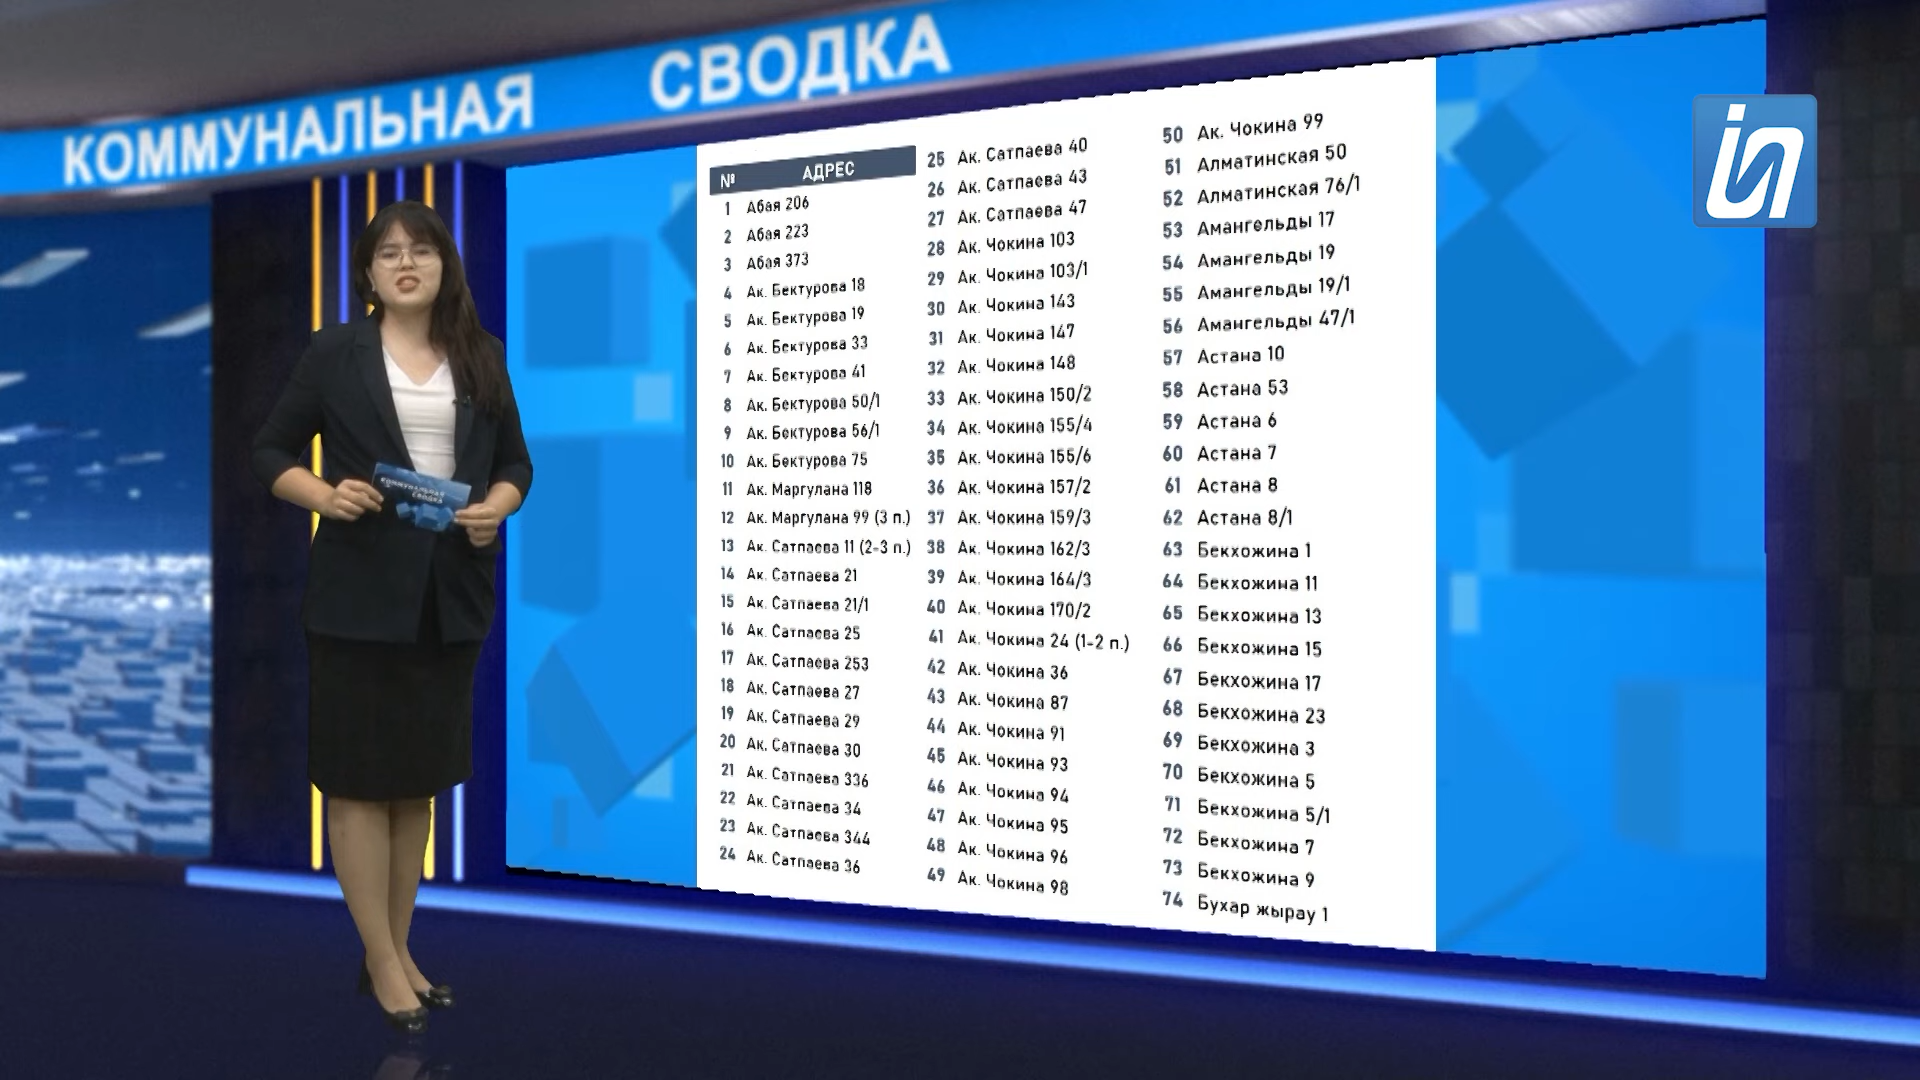 КОММУНАЛЬНАЯ СВОДКА
№ АДРЕС
1 Абая 206
2 Абая 223
3 Абая 373
4 Ак. Бектурова 18
5 Ак. Бектурова 19
6 Ак. Бектурова 33
7 Ак. Бектурова 41
8 Ак. Бектурова 50/1
9 Ак. Бектурова 56/1
10 Ак. Бектурова 75
11 Ак. Маргулана 118
12 Ак. Маргулана 99 (3 п.)
13 Ак. Сатпаева 11 (2-3 п.)
14 Ак. Сатпаева 21
15 Ак. Сатпаева 21/1
16 Ак. Сатпаева 25
17 Ак. Сатпаева 253
18 Ак. Сатпаева 27
19 Ак. Сатпаева 29
20 Ак. Сатпаева 30
21 Ак. Сатпаева 336
22 Ак. Сатпаева 34
23 Ак. Сатпаева 344
24 Ак. Сатпаева 36
25 Ак. Сатпаева 40
26 Ак. Сатпаева 43
27 Ак. Сатпаева 47
28 Ак. Чокина 103
29 Ак. Чокина 103/1
30 Ак. Чокина 143
31 Ак. Чокина 147
32 Ак. Чокина 148
33 Ак. Чокина 150/2
34 Ак. Чокина 155/4
35 Ак. Чокина 155/6
36 Ак. Чокина 157/2
37 Ак. Чокина 159/3
38 Ак. Чокина 162/3
39 Ак. Чокина 164/3
40 Ак. Чокина 170/2
41 Ак. Чокина 24 (1-2 п.)
42 Ак. Чокина 36
43 Ак. Чокина 87
44 Ак. Чокина 91
45 Ак. Чокина 93
46 Ак. Чокина 94
47 Ак. Чокина 95
48 Ак. Чокина 96
49 Ак. Чокина 98
50 Ак. Чокина 99
51 Алматинская 50
52 Алматинская 76/1
53 Амангельды 17
54 Амангельды 19
55 Амангельды 19/1
56 Амангельды 47/1
57 Астана 10
58 Астана 53
59 Астана 6
60 Астана 7
61 Астана 8
62 Астана 8/1
63 Бекхожина 1
64 Бекхожина 11
65 Бекхожина 13
66 Бекхожина 15
67 Бекхожина 17
68 Бекхожина 23
69 Бекхожина 3
70 Бекхожина 5
71 Бекхожина 5/1
72 Бекхожина 7
73 Бекхожина 9
74 Бухар жырау 1
КОММУНАЛЬНАЯ
СВОДКА